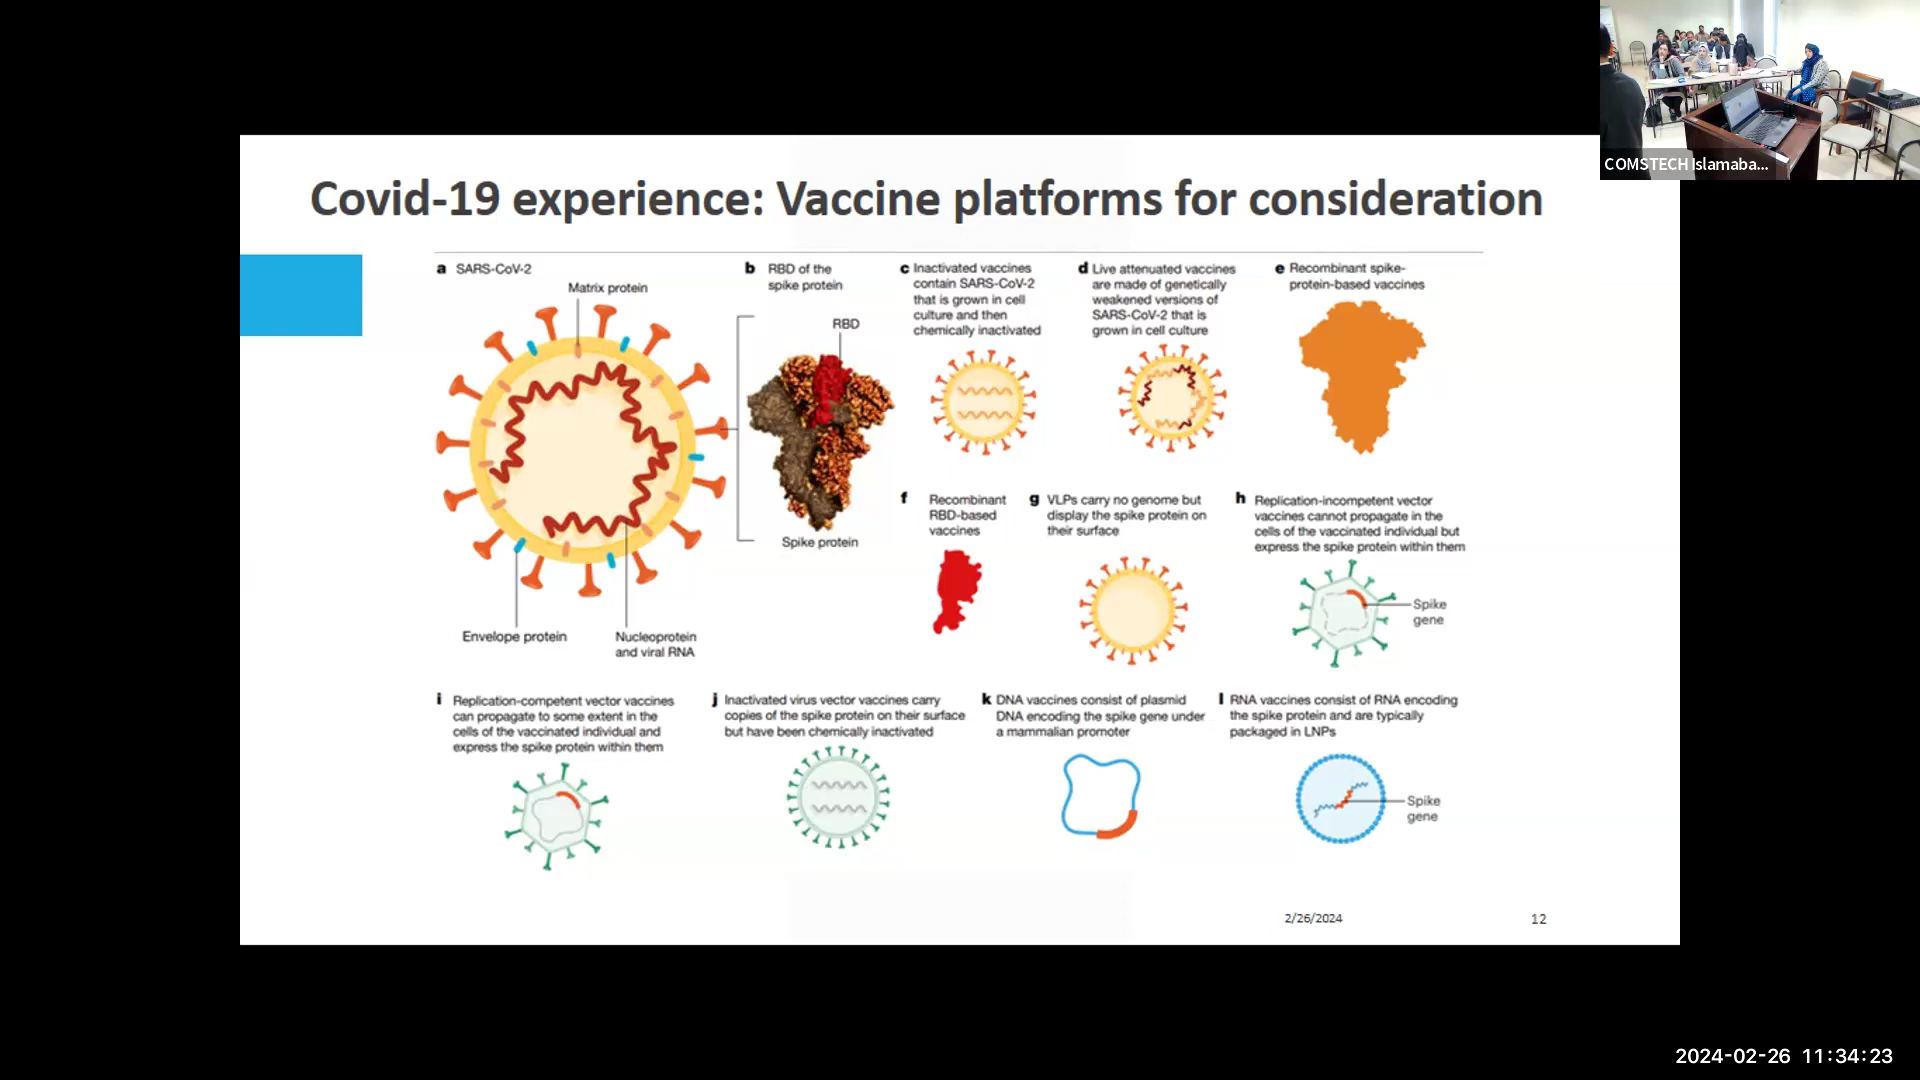 COMSTECH Islamaba...
Covid-19 experience: Vaccine platforms for consideration
a SARS-CoV-2
Matrix protein
Envelope protein
Nucleoprotein
and viral RNA
b RBD of the
spike protein
RBD
Spike protein
c Inactivated vaccines
contain SARS-CoV-2
that is grown in cell
culture and then
chemically inactivated
d Live attenuated vaccines
are made of genetically
weakened versions of
SARS-CoV-2 that is
grown in cell culture
e Recombinant spike-
protein-based vaccines
f Recombinant
RBD-based
vaccines
g VLPs carry no genome but
display the spike protein on
their surface
h Replication-incompetent vector
vaccines cannot propagate in the
cells of the vaccinated individual but
express the spike protein within them
Spike
gene
i Replication-competent vector vaccines
can propagate to some extent in the
cells of the vaccinated individual and
express the spike protein within them
j Inactivated virus vector vaccines carry
copies of the spike protein on their surface
but have been chemically inactivated
k DNA vaccines consist of plasmid
DNA encoding the spike gene under
a mammalian promoter
l RNA vaccines consist of RNA encoding
the spike protein and are typically
packaged in LNPs
Spike
gene
2/26/2024
12
2024-02-26 11:34:23